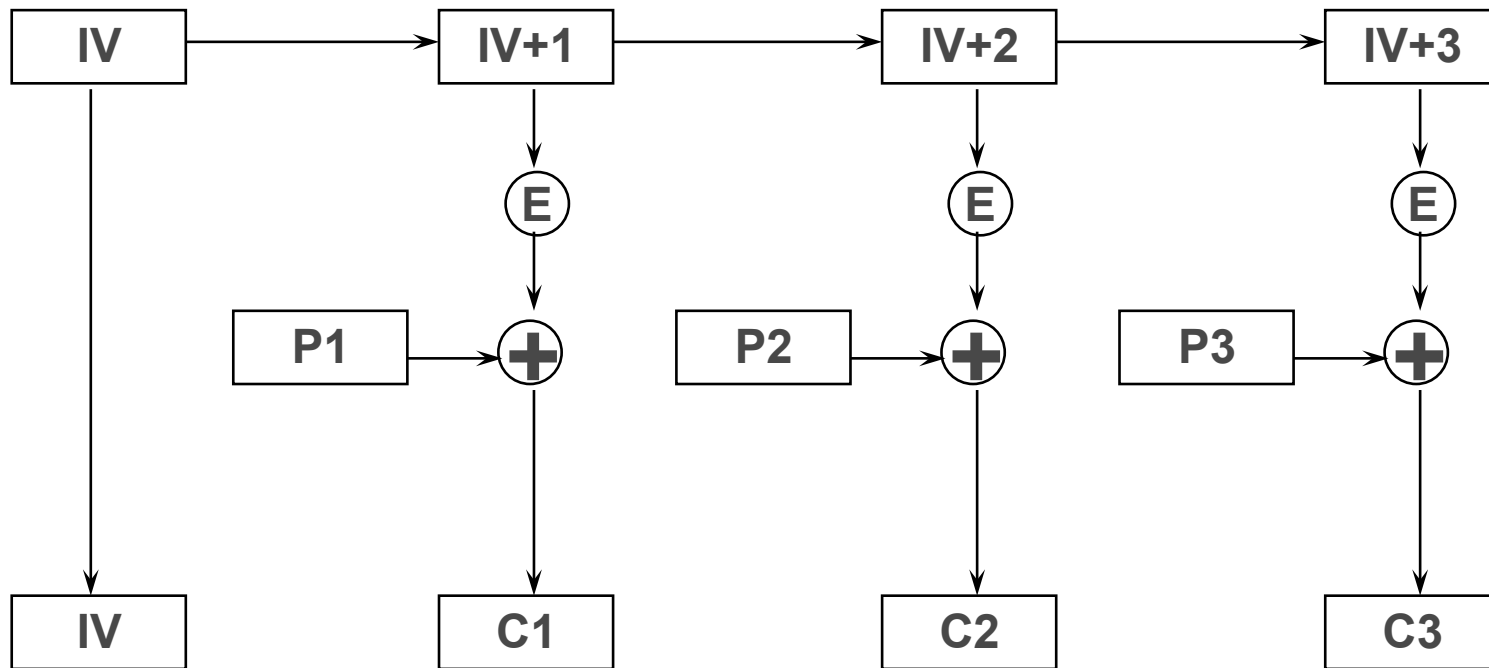 IV IV+1 IV+2 IV+3
E E E
P1 + P2 + P3 +
IV C1 C2 C3